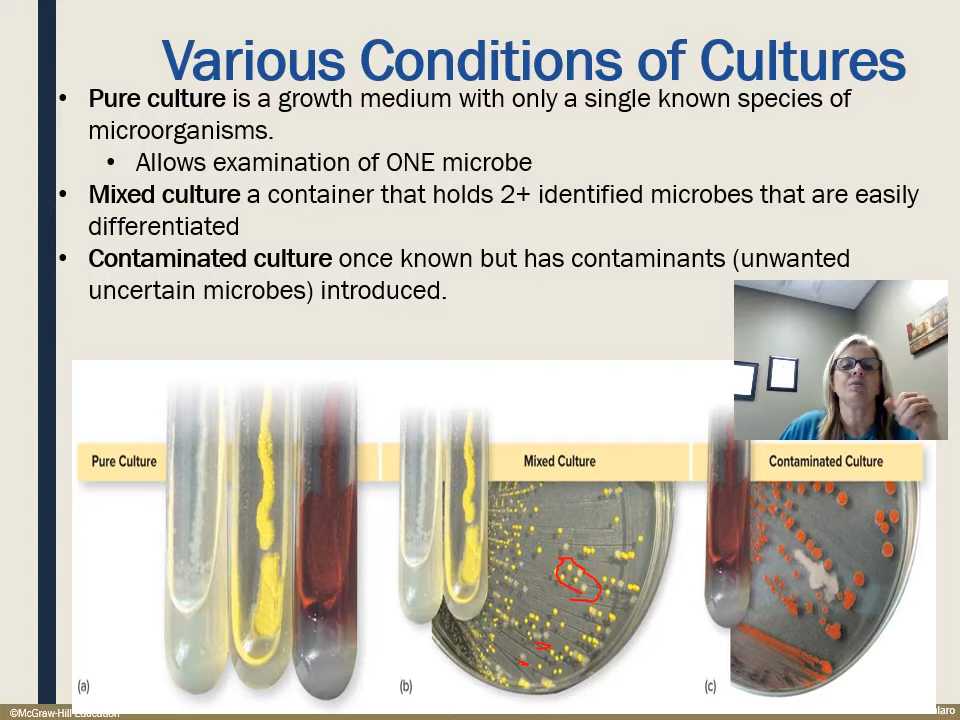 Various Conditions of Cultures
• Pure culture is a growth medium with only a single known species of
microorganisms.
• Allows examination of ONE microbe
• Mixed culture a container that holds 2+ identified microbes that are easily
differentiated
• Contaminated culture once known but has contaminants (unwanted
uncertain microbes) introduced.
Pure Culture
Mixed Culture
Contaminated Culture
(a)
(b)
(c)
©McGraw-Hill Education